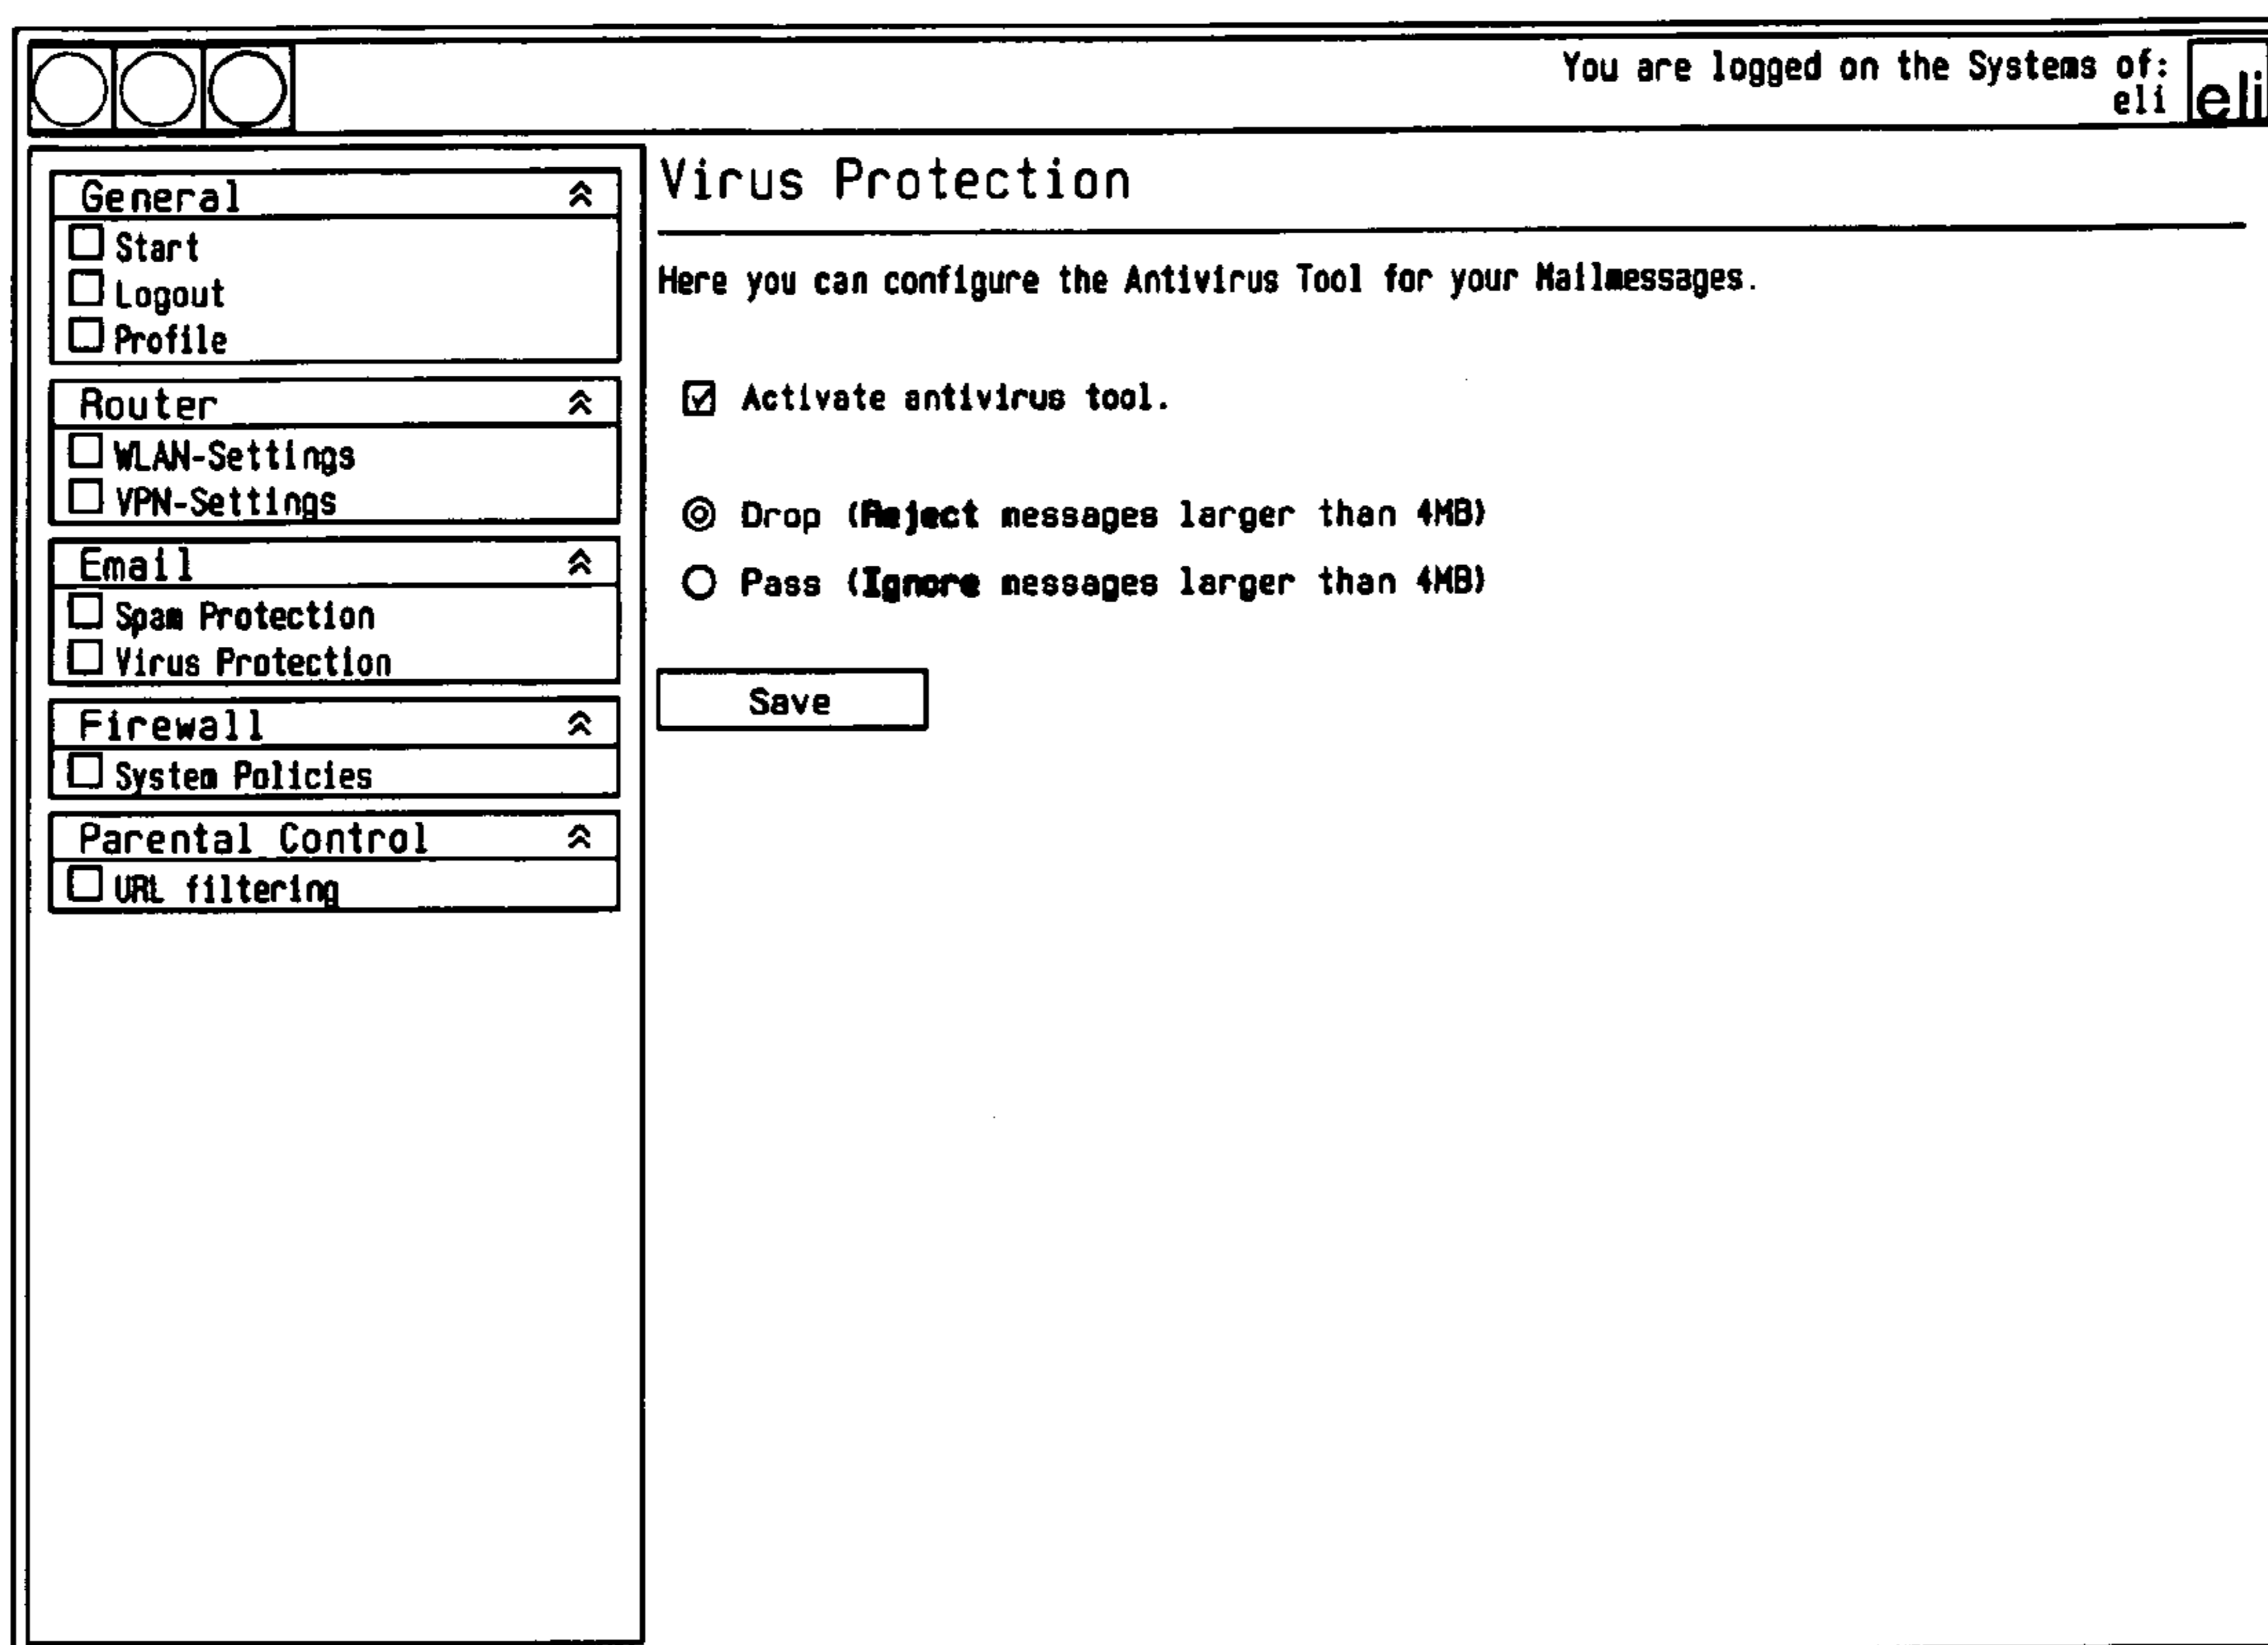 You are logged on the Systems of:
eli
eli
General
Start
Logout
Profile
Router
WLAN-Settings
VPN-Settings
Email
Spam Protection
Virus Protection
Firewall
System Policies
Parental Control
URL filtering
Virus Protection
Here you can configure the Antivirus Tool for your Mailmessages.
Activate antivirus tool.
Drop (Reject messages larger than 4MB)
Pass (Ignore messages larger than 4MB)
Save